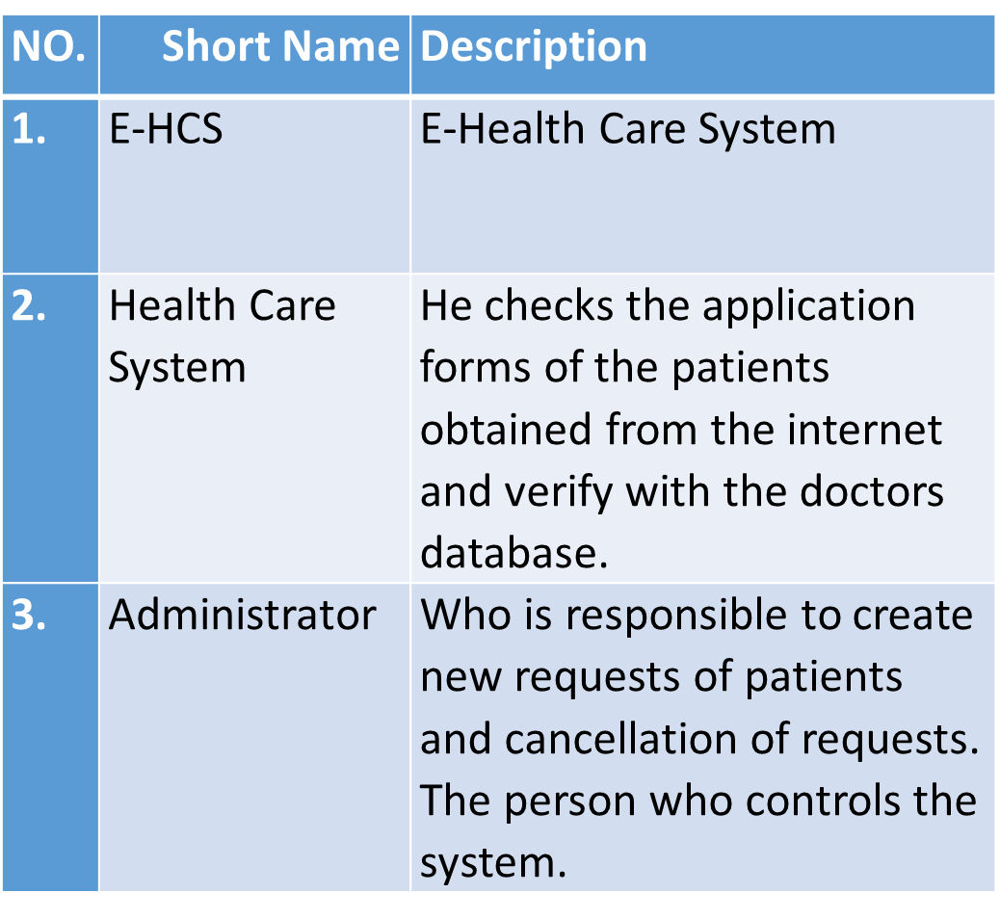 NO. Short Name Description
1. E-HCS E-Health Care System
2. Health Care He checks the application
System forms of the patients
obtained from the internet
and verify with the doctors
database.
3. Administrator Who is responsible to create
new requests of patients
and cancellation of requests.
The person who controls the
system.